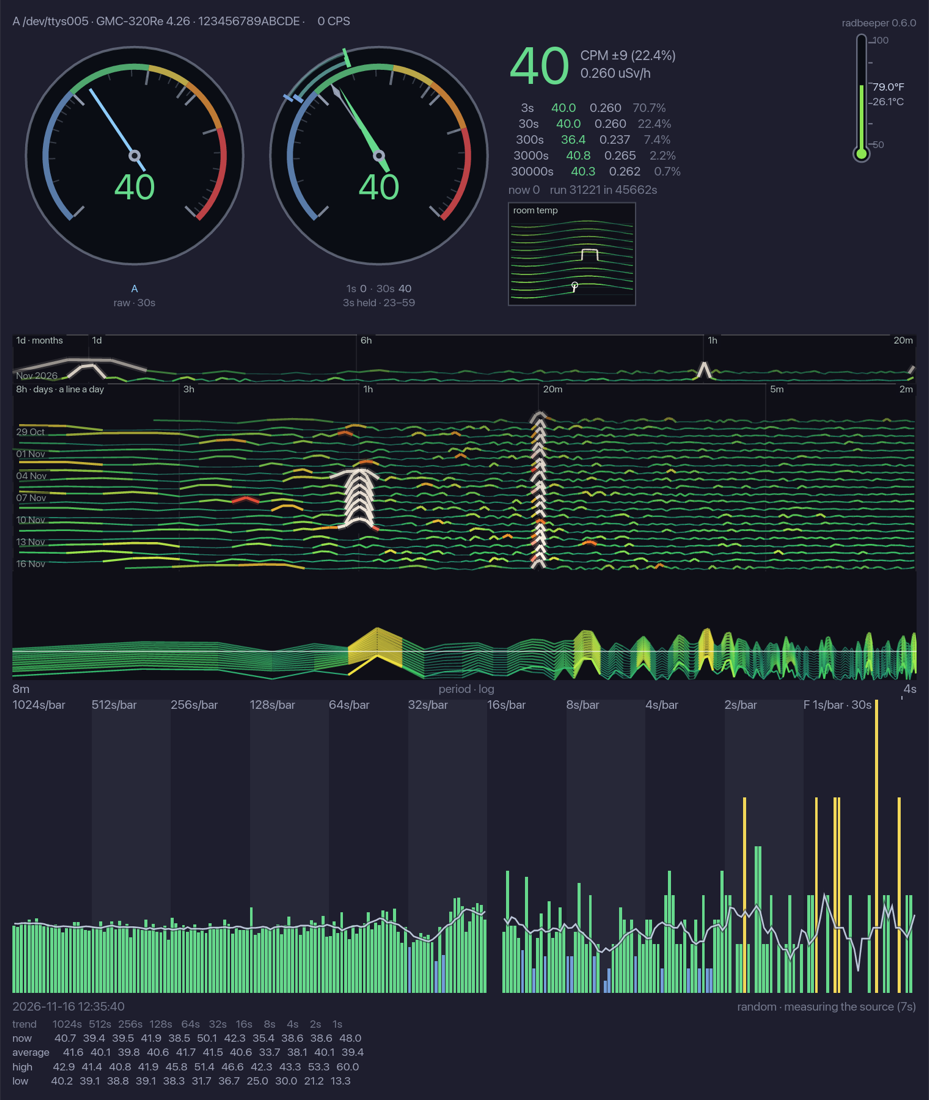 A /dev/ttys005 · GMC-320Re 4.26 · 123456789ABCDE · 0 CPS
radbeeper 0.6.0
100
79.0°F
26.1°C
50
40
40
40 CPM ±9 (22.4%)
0.260 uSv/h
3s 40.0 0.260 70.7%
30s 40.0 0.260 22.4%
300s 36.4 0.237 7.4%
3000s 40.8 0.265 2.2%
30000s 40.3 0.262 0.7%
now 0 run 31221 in 45662s
room temp
A
raw · 30s
1s 0 · 30s 40
3s held · 23–59
1d · months 1d 6h 1h 20m
Nov 2026
8h · days · a line a day 3h 1h 20m 5m 2m
29 Oct
01 Nov
04 Nov
07 Nov
10 Nov
13 Nov
16 Nov
8m period · log 4s
1024s/bar 512s/bar 256s/bar 128s/bar 64s/bar 32s/bar 16s/bar 8s/bar 4s/bar 2s/bar F 1s/bar · 30s
2026-11-16 12:35:40 random · measuring the source (7s)
trend 1024s 512s 256s 128s 64s 32s 16s 8s 4s 2s 1s
now 40.7 39.4 39.5 41.9 38.5 50.1 42.3 35.4 38.6 38.6 48.0
average 41.6 40.1 39.8 40.6 41.7 41.5 40.6 33.7 38.1 40.1 39.4
high 42.9 41.4 40.8 41.9 45.8 51.4 46.6 42.3 43.3 53.3 60.0
low 40.2 39.1 38.8 39.1 38.3 31.7 36.7 25.0 30.0 21.2 13.3